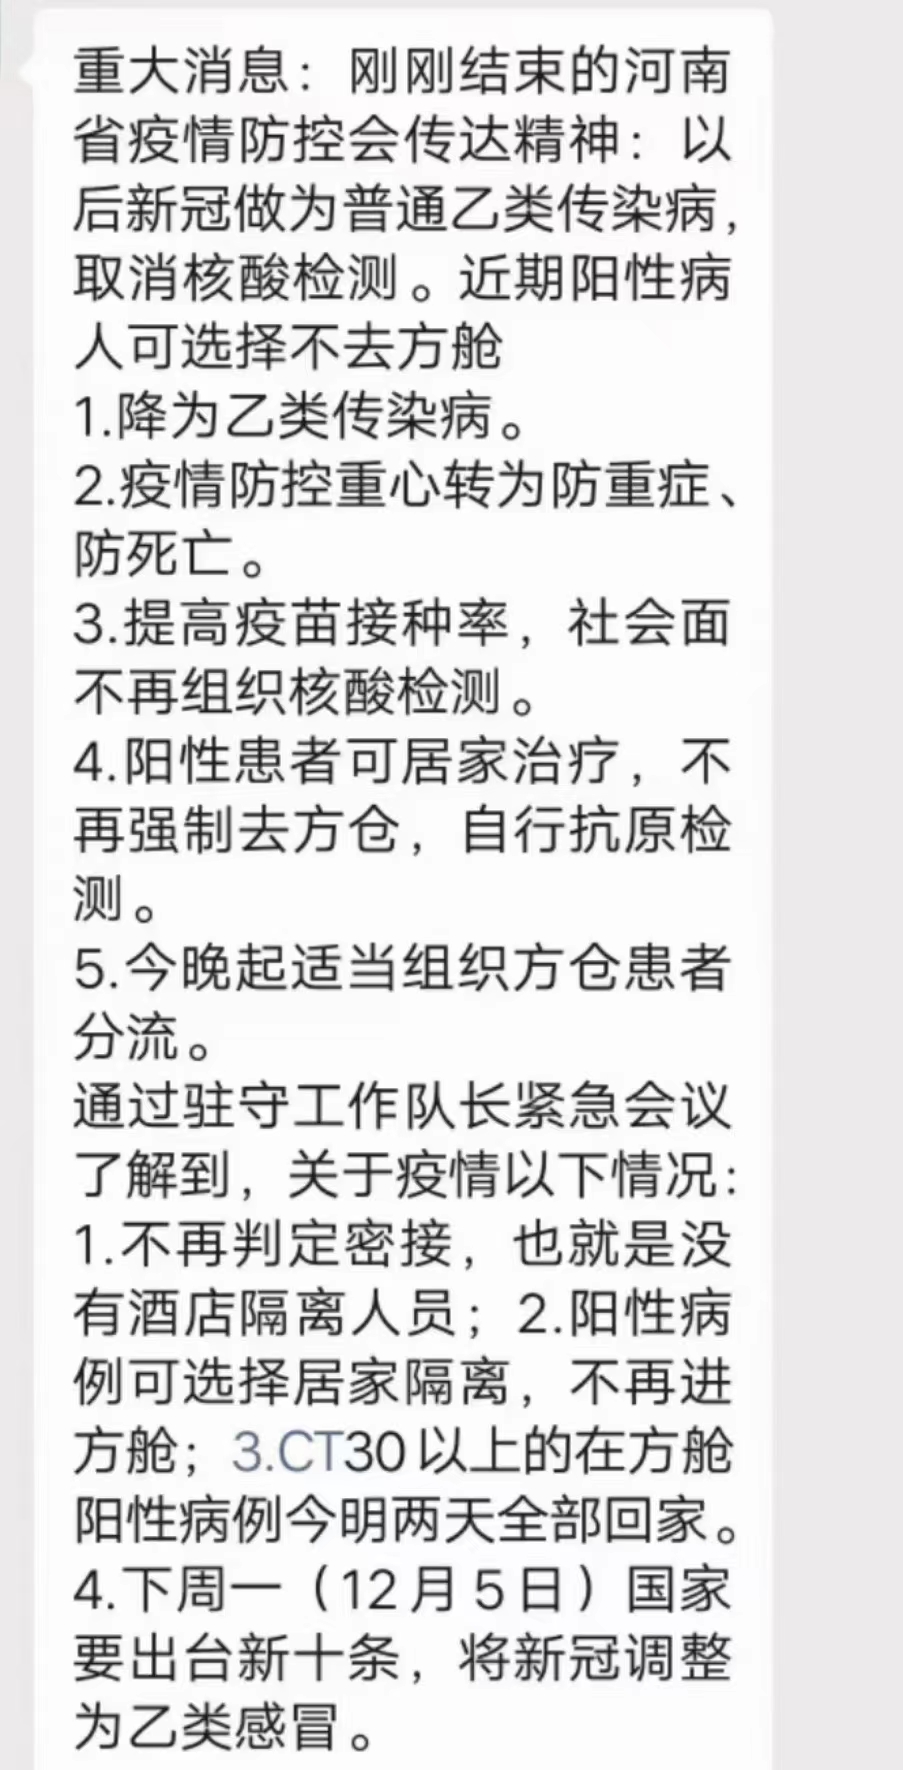 重大消息：刚刚结束的河南
省疫情防控会传达精神：以
后新冠做为普通乙类传染病，
取消核酸检测。近期阳性病
人可选择不去方舱
1.降为乙类传染病。
2.疫情防控重心转为防重症、
防死亡。
3.提高疫苗接种率，社会面
不再组织核酸检测。
4.阳性患者可居家治疗，不
再强制去方仓，自行抗原检
测。
5.今晚起适当组织方仓患者
分流。
通过驻守工作队长紧急会议
了解到，关于疫情以下情况：
1.不再判定密接，也就是没
有酒店隔离人员；2.阳性病
例可选择居家隔离，不再进
方舱；3.CT30以上的在方舱
阳性病例今明两天全部回家。
4.下周一（12月5日）国家
要出台新十条，将新冠调整
为乙类感冒。